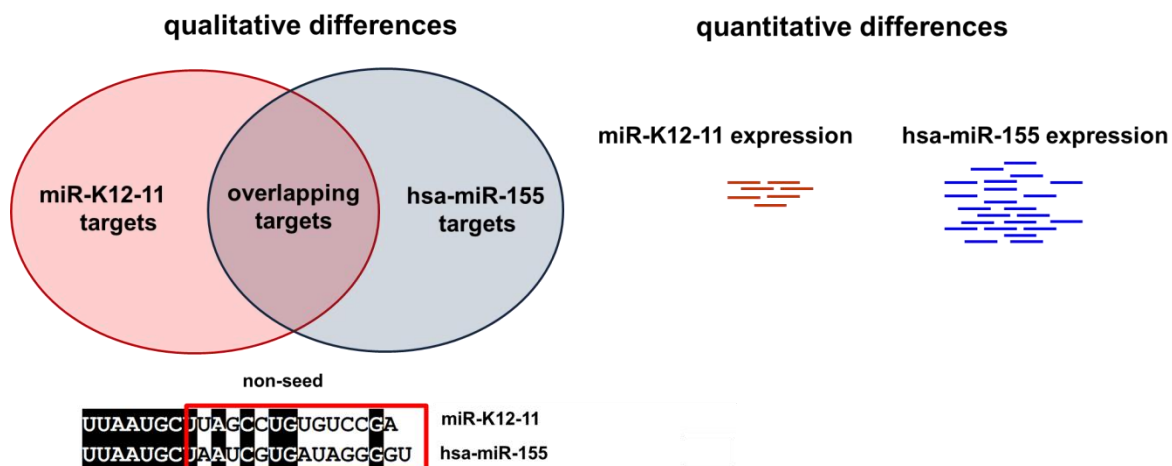 qualitative differences
quantitative differences
miR-K12-11
targets
overlapping
targets
hsa-miR-155
targets
miR-K12-11 expression
hsa-miR-155 expression
non-seed
UUAAUGCUUAGCCUGUGUCCGA miR-K12-11
UUAAUGCUAAUCGUGAUAGGGGU hsa-miR-155